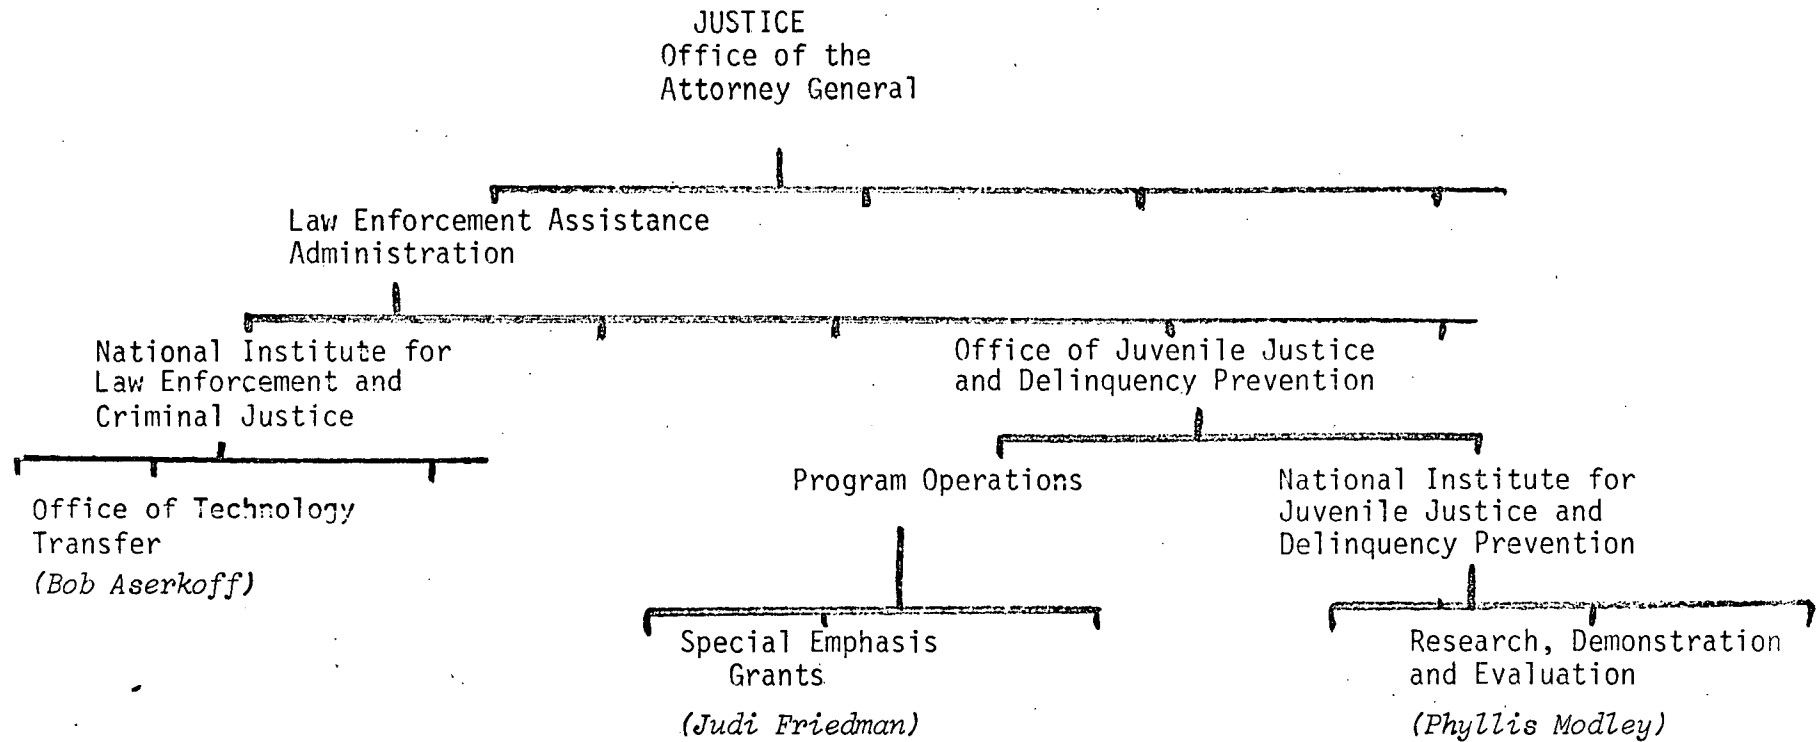 JUSTICE
Office of the
Attorney General
Law Enforcement Assistance
Administration
National Institute for
Law Enforcement and
Criminal Justice
Office of Juvenile Justice
and Delinquency Prevention
Office of Technology
Transfer
(Bob Aserkoff)
Program Operations
National Institute for
Juvenile Justice and
Delinquency Prevention
Special Emphasis
Grants
(Judi Friedman)
Research, Demonstration
and Evaluation
(Phyllis Modley)